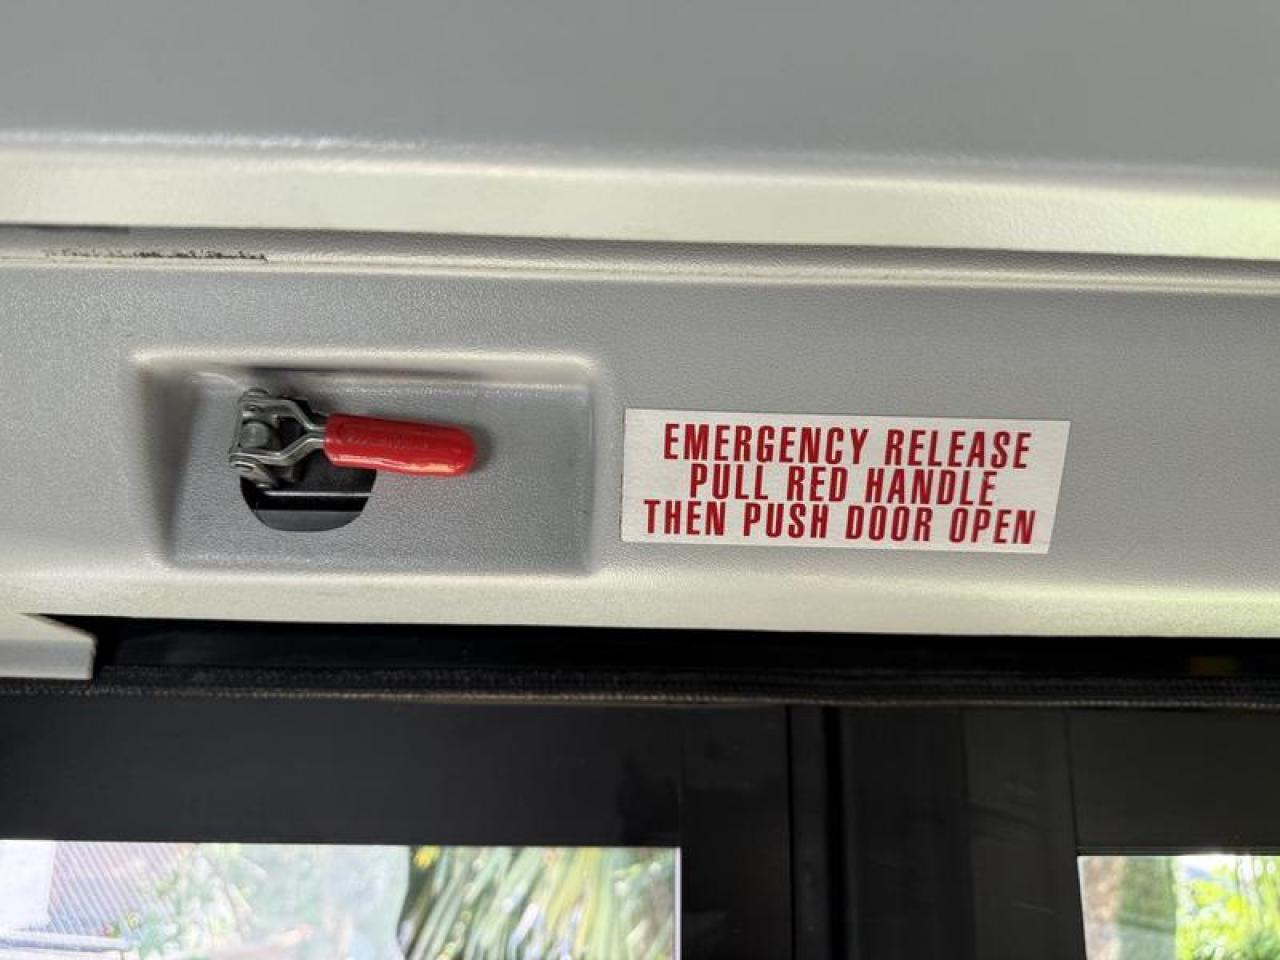 EMERGENCY RELEASE
PULL RED HANDLE
THEN PUSH DOOR OPEN